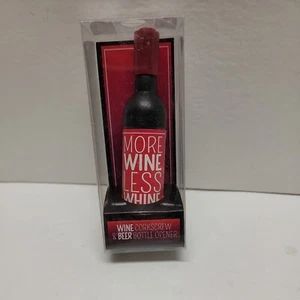 MORE
WINE
LESS
WHINE
WINE CORKSCREW
& BEER BOTTLE OPENER